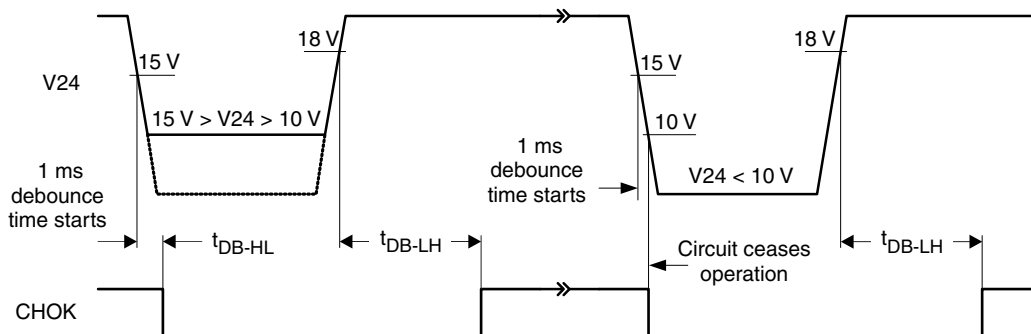 18 V
18 V
15 V
15 V
V24
15 V > V24 > 10 V
10 V
1 ms
debounce
time starts
1 ms
debounce
time starts
V24 < 10 V
tDB-HL
tDB-LH
Circuit ceases
operation
tDB-LH
CHOK